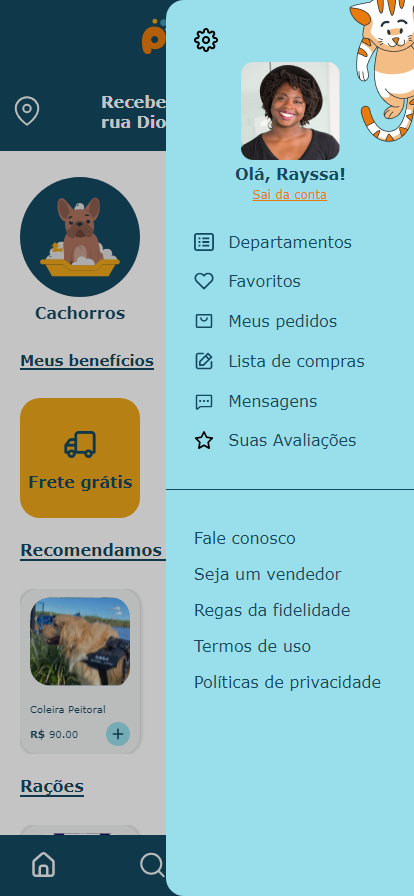 Recebe
rua Dio
Cachorros
Meus benefícios
Frete grátis
Recomendamos
Coleira Peitoral
R$ 90.00
Rações
Olá, Rayssa!
Sai da conta
Departamentos
Favoritos
Meus pedidos
Lista de compras
Mensagens
Suas Avaliações
Fale conosco
Seja um vendedor
Regas da fidelidade
Termos de uso
Políticas de privacidade